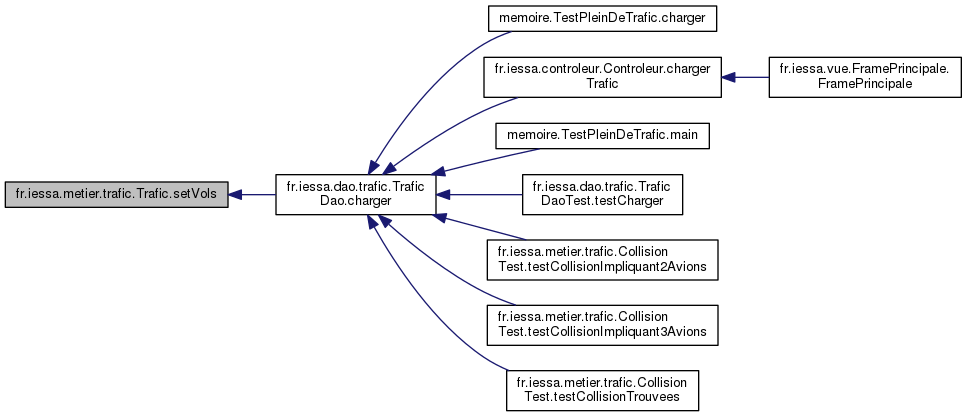 memoire.TestPleinDeTrafic.charger
fr.iessa.controleur.Controleur.charger
Trafic
fr.iessa.vue.FramePrincipale.
FramePrincipale
memoire.TestPleinDeTrafic.main
fr.iessa.metier.trafic.Trafic.setVols
fr.iessa.dao.trafic.Trafic
Dao.charger
fr.iessa.dao.trafic.Trafic
DaoTest.testCharger
fr.iessa.metier.trafic.Collision
Test.testCollisionImpliquant2Avions
fr.iessa.metier.trafic.Collision
Test.testCollisionImpliquant3Avions
fr.iessa.metier.trafic.Collision
Test.testCollisionTrouvees